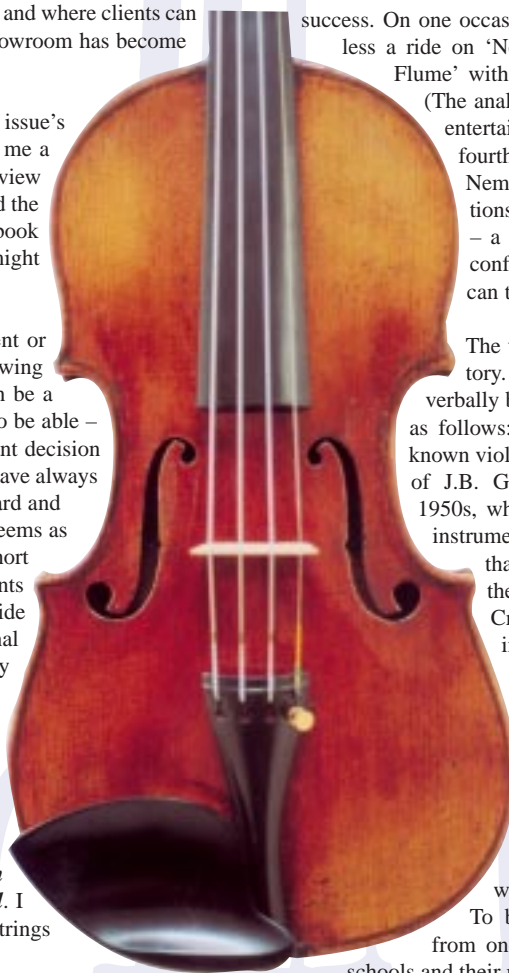 and where clients can
owroom has become
issue's
me a
view
d the
book
night
ent or
wing
n be a
o be able –
nt decision
ave always
ard and
eems as
hort
nts
ide
nal
y
n
d. I
trings
success. On one occas
less a ride on 'N
Flume' with
(The anal
entertai
fourth
Nem
tions
– a
conf
can t
The
tory.
verbally b
as follows:
known viol
of J.B. G
1950s, wh
instrume
tha
the
Cr
i
w
To b
from on
schools and their